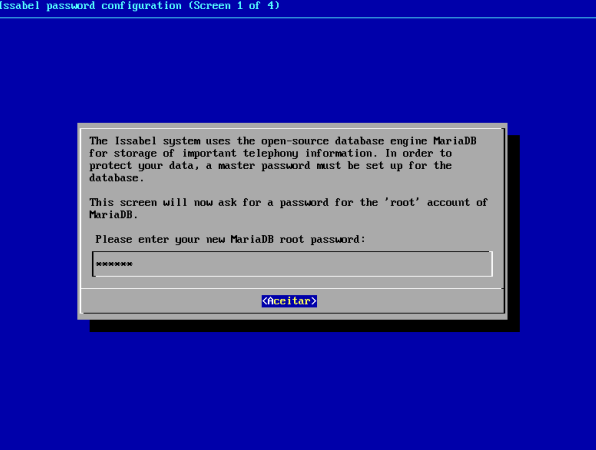 Issabel password configuration (Screen 1 of 4)
The Issabel system uses the open-source database engine MariaDB
for storage of important telephony information. In order to
protect your data, a master password must be set up for the
database.
This screen will now ask for a password for the 'root' account of
MariaDB.
Please enter your new MariaDB root password:
******
<Aceitar>